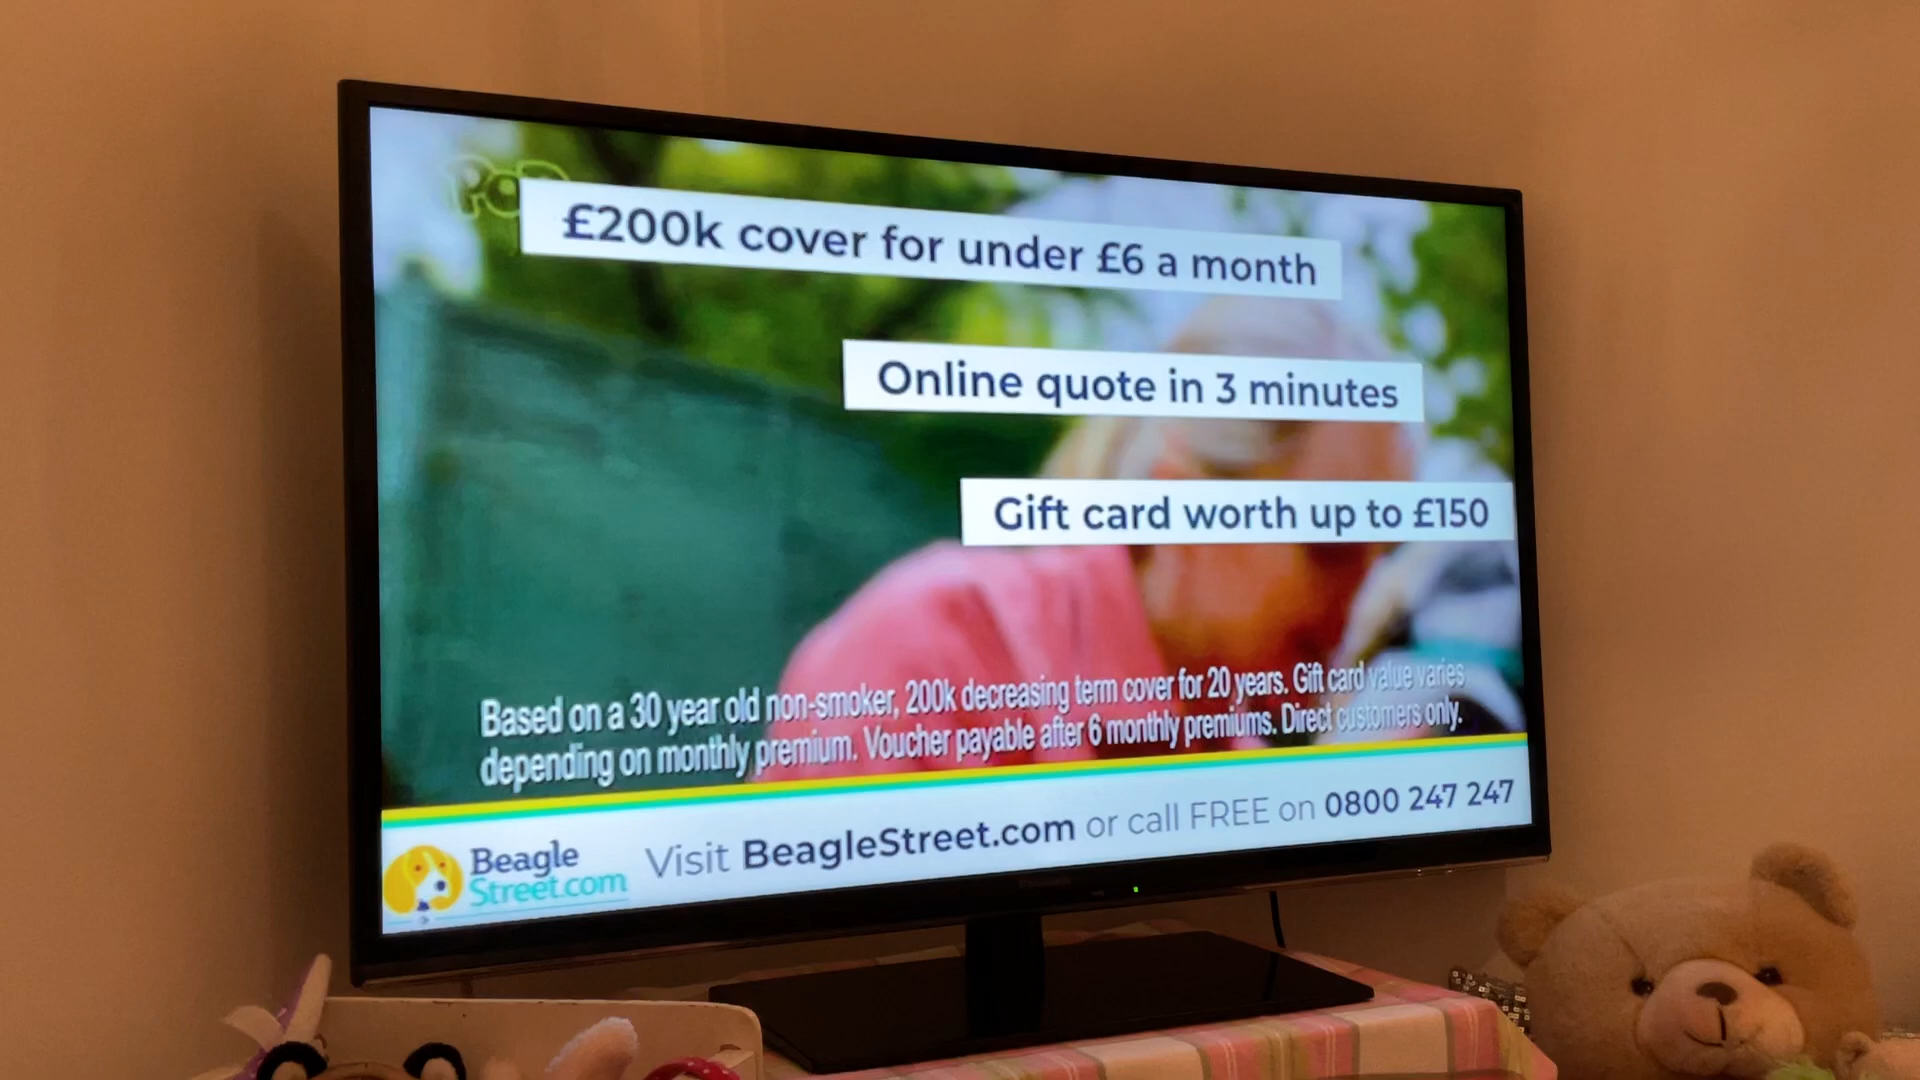 POP
£200k cover for under £6 a month
Online quote in 3 minutes
Gift card worth up to £150
Based on a 30 year old non-smoker, 200k decreasing term cover for 20 years. Gift card value varies
depending on monthly premium. Voucher payable after 6 monthly premiums. Direct customers only.
Beagle
Street.com
Visit BeagleStreet.com or call FREE on 0800 247 247